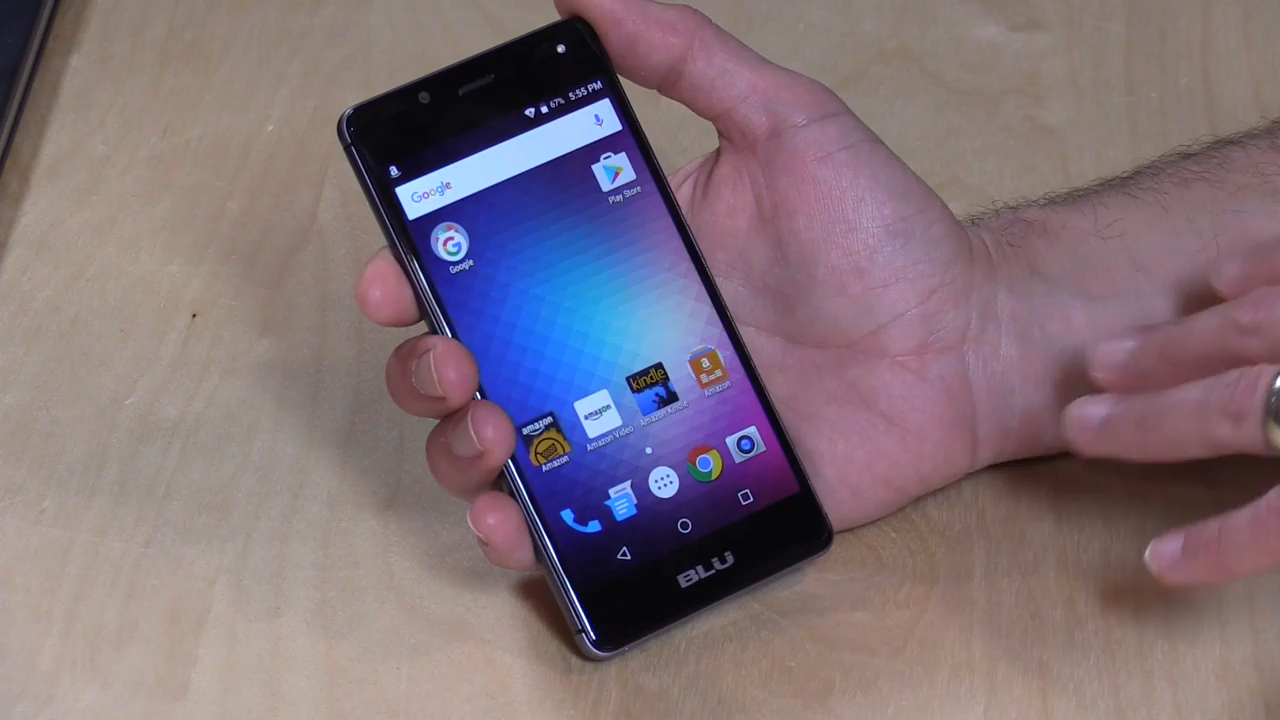 67% 5:55 PM
a
Google
Play Store
G
Google
amazon
Amazon
amazon
Amazon Video
kindle
Amazon Kindle
a
Amazon
BLU